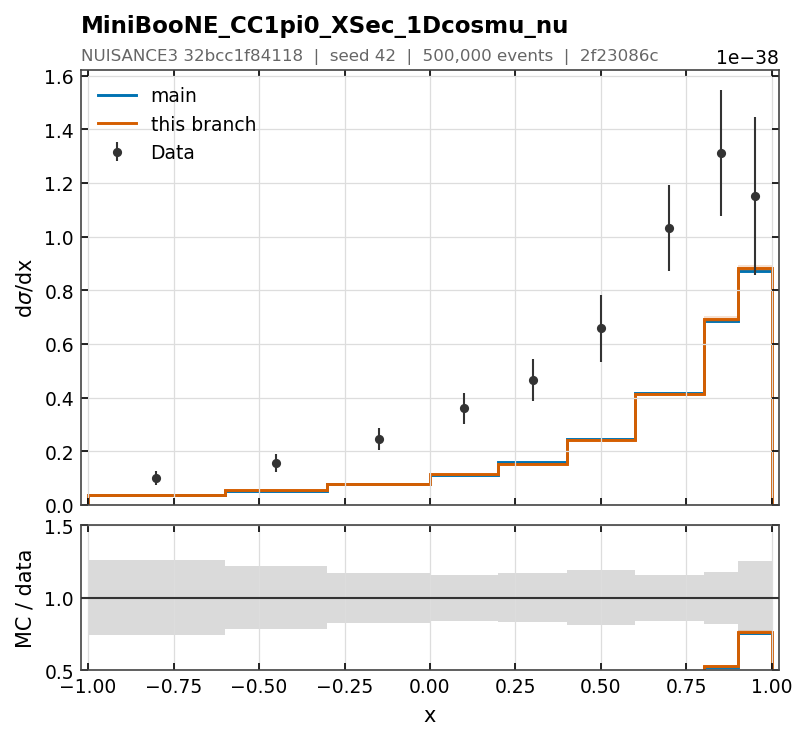 MiniBooNE_CC1pi0_XSec_1Dcosmu_nu
NUISANCE3 32bcc1f84118 | seed 42 | 500,000 events | 2f23086c
1e−38
main
this branch
Data
dσ/dx
1.6
1.4
1.2
1.0
0.8
0.6
0.4
0.2
0.0
MC / data
1.5
1.0
0.5
−1.00 −0.75 −0.50 −0.25 0.00 0.25 0.50 0.75 1.00
x